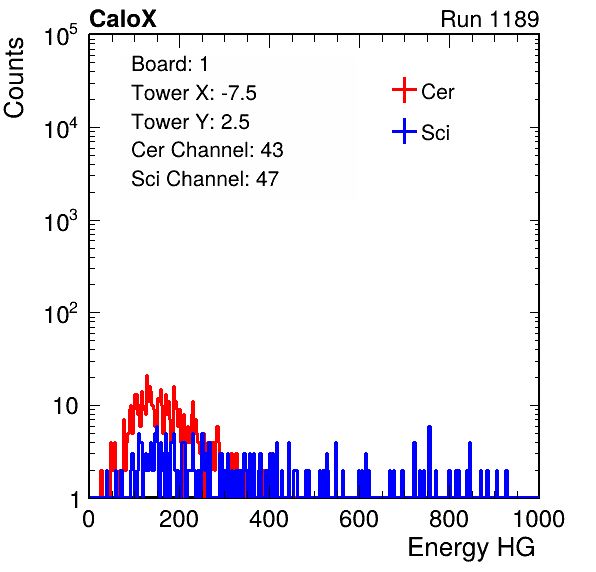 CaloX Run 1189
Counts
Board: 1
Tower X: -7.5
Tower Y: 2.5
Cer Channel: 43
Sci Channel: 47
Cer
Sci
10^5
10^4
10^3
10^2
10
1
0 200 400 600 800 1000
Energy HG